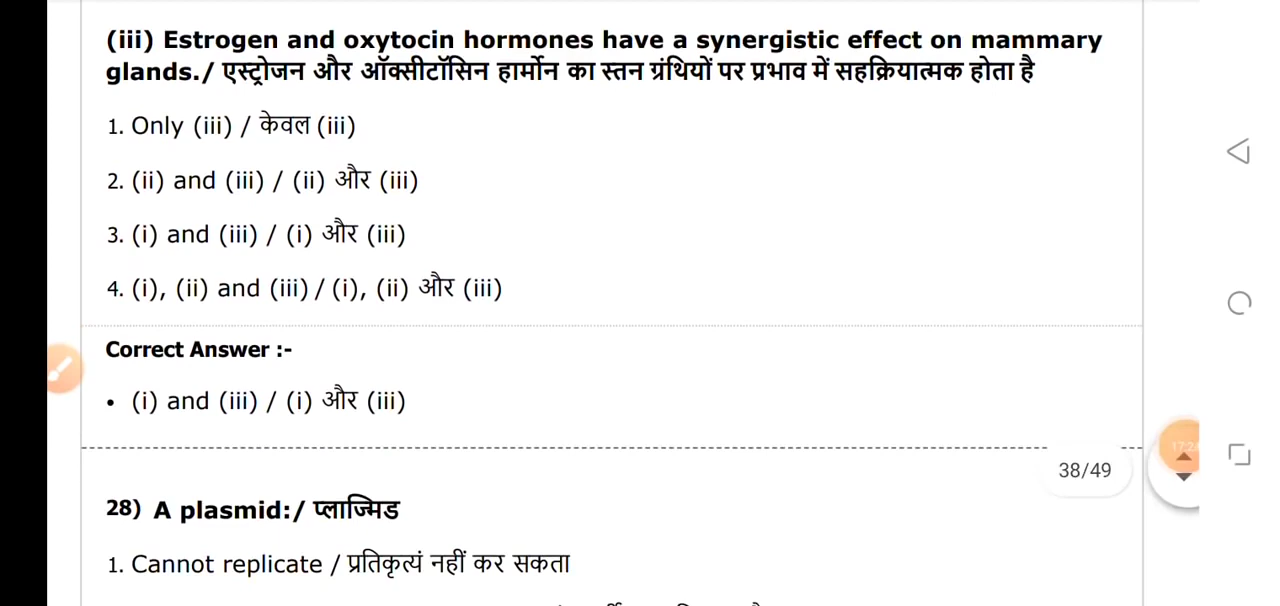 (iii) Estrogen and oxytocin hormones have a synergistic effect on mammary
glands./ एस्ट्रोजन और ऑक्सीटॉसिन हार्मोन का स्तन ग्रंथियों पर प्रभाव में सहक्रियात्मक होता है
1. Only (iii) / केवल (iii)
2. (ii) and (iii) / (ii) और (iii)
3. (i) and (iii) / (i) और (iii)
4. (i), (ii) and (iii) / (i), (ii) और (iii)
Correct Answer :-
• (i) and (iii) / (i) और (iii)
38/49
28) A plasmid:/ प्लाज्मिड
1. Cannot replicate / प्रतिकृत्यं नहीं कर सकता